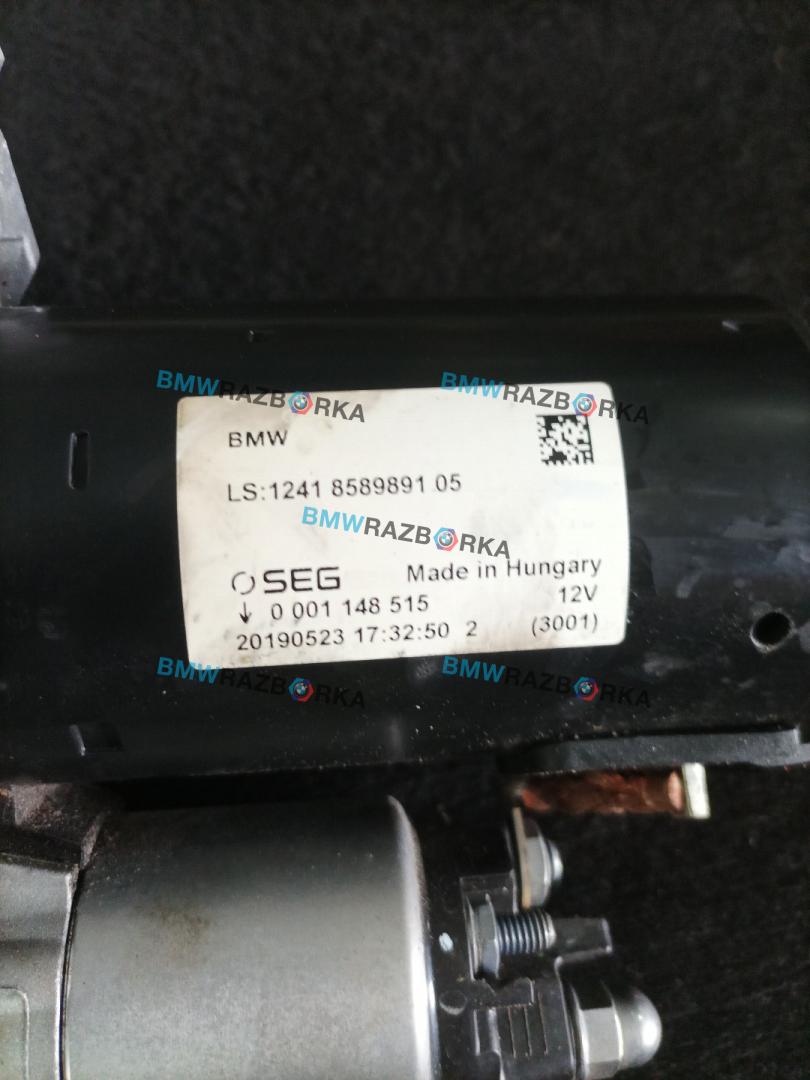 BMWRAZBORKA BMWRAZBORKA
BMW
LS:1241 8589891 05
BMWRAZBORKA
SEG Made in Hungary
↓ 0 001 148 515 12V
20190523 17:32:50 2 (3001)
BMWRAZBORKA BMWRAZBORKA